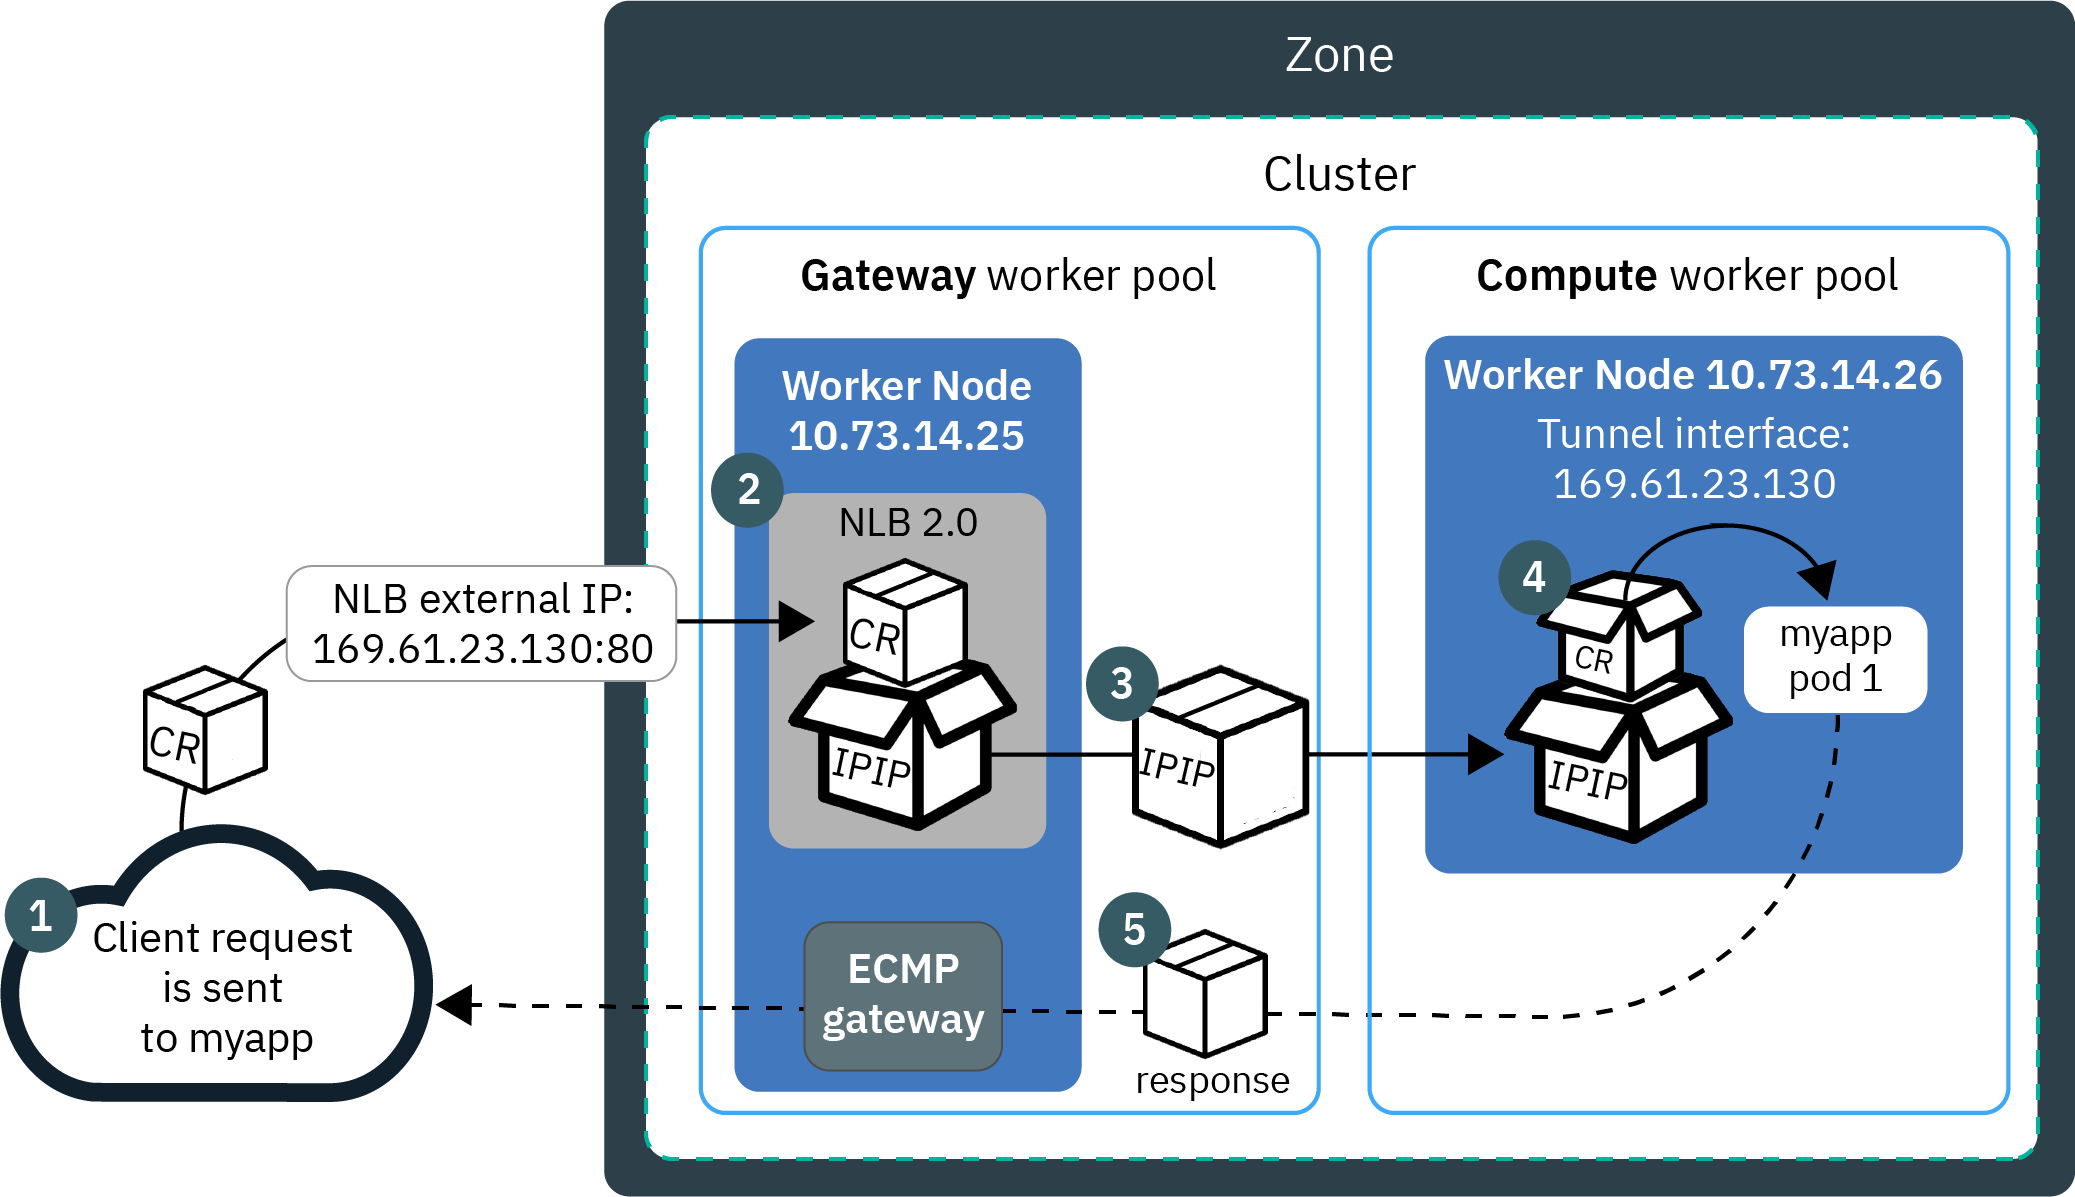 Zone
Cluster
Gateway worker pool
Worker Node
10.73.14.25
2
NLB 2.0
CR
IPIP
NLB external IP:
169.61.23.130:80
CR
1
Client request
is sent
to myapp
3
IPIP
Compute worker pool
Worker Node 10.73.14.26
Tunnel interface:
169.61.23.130
4
CR
IPIP
myapp
pod 1
5
response
ECMP
gateway